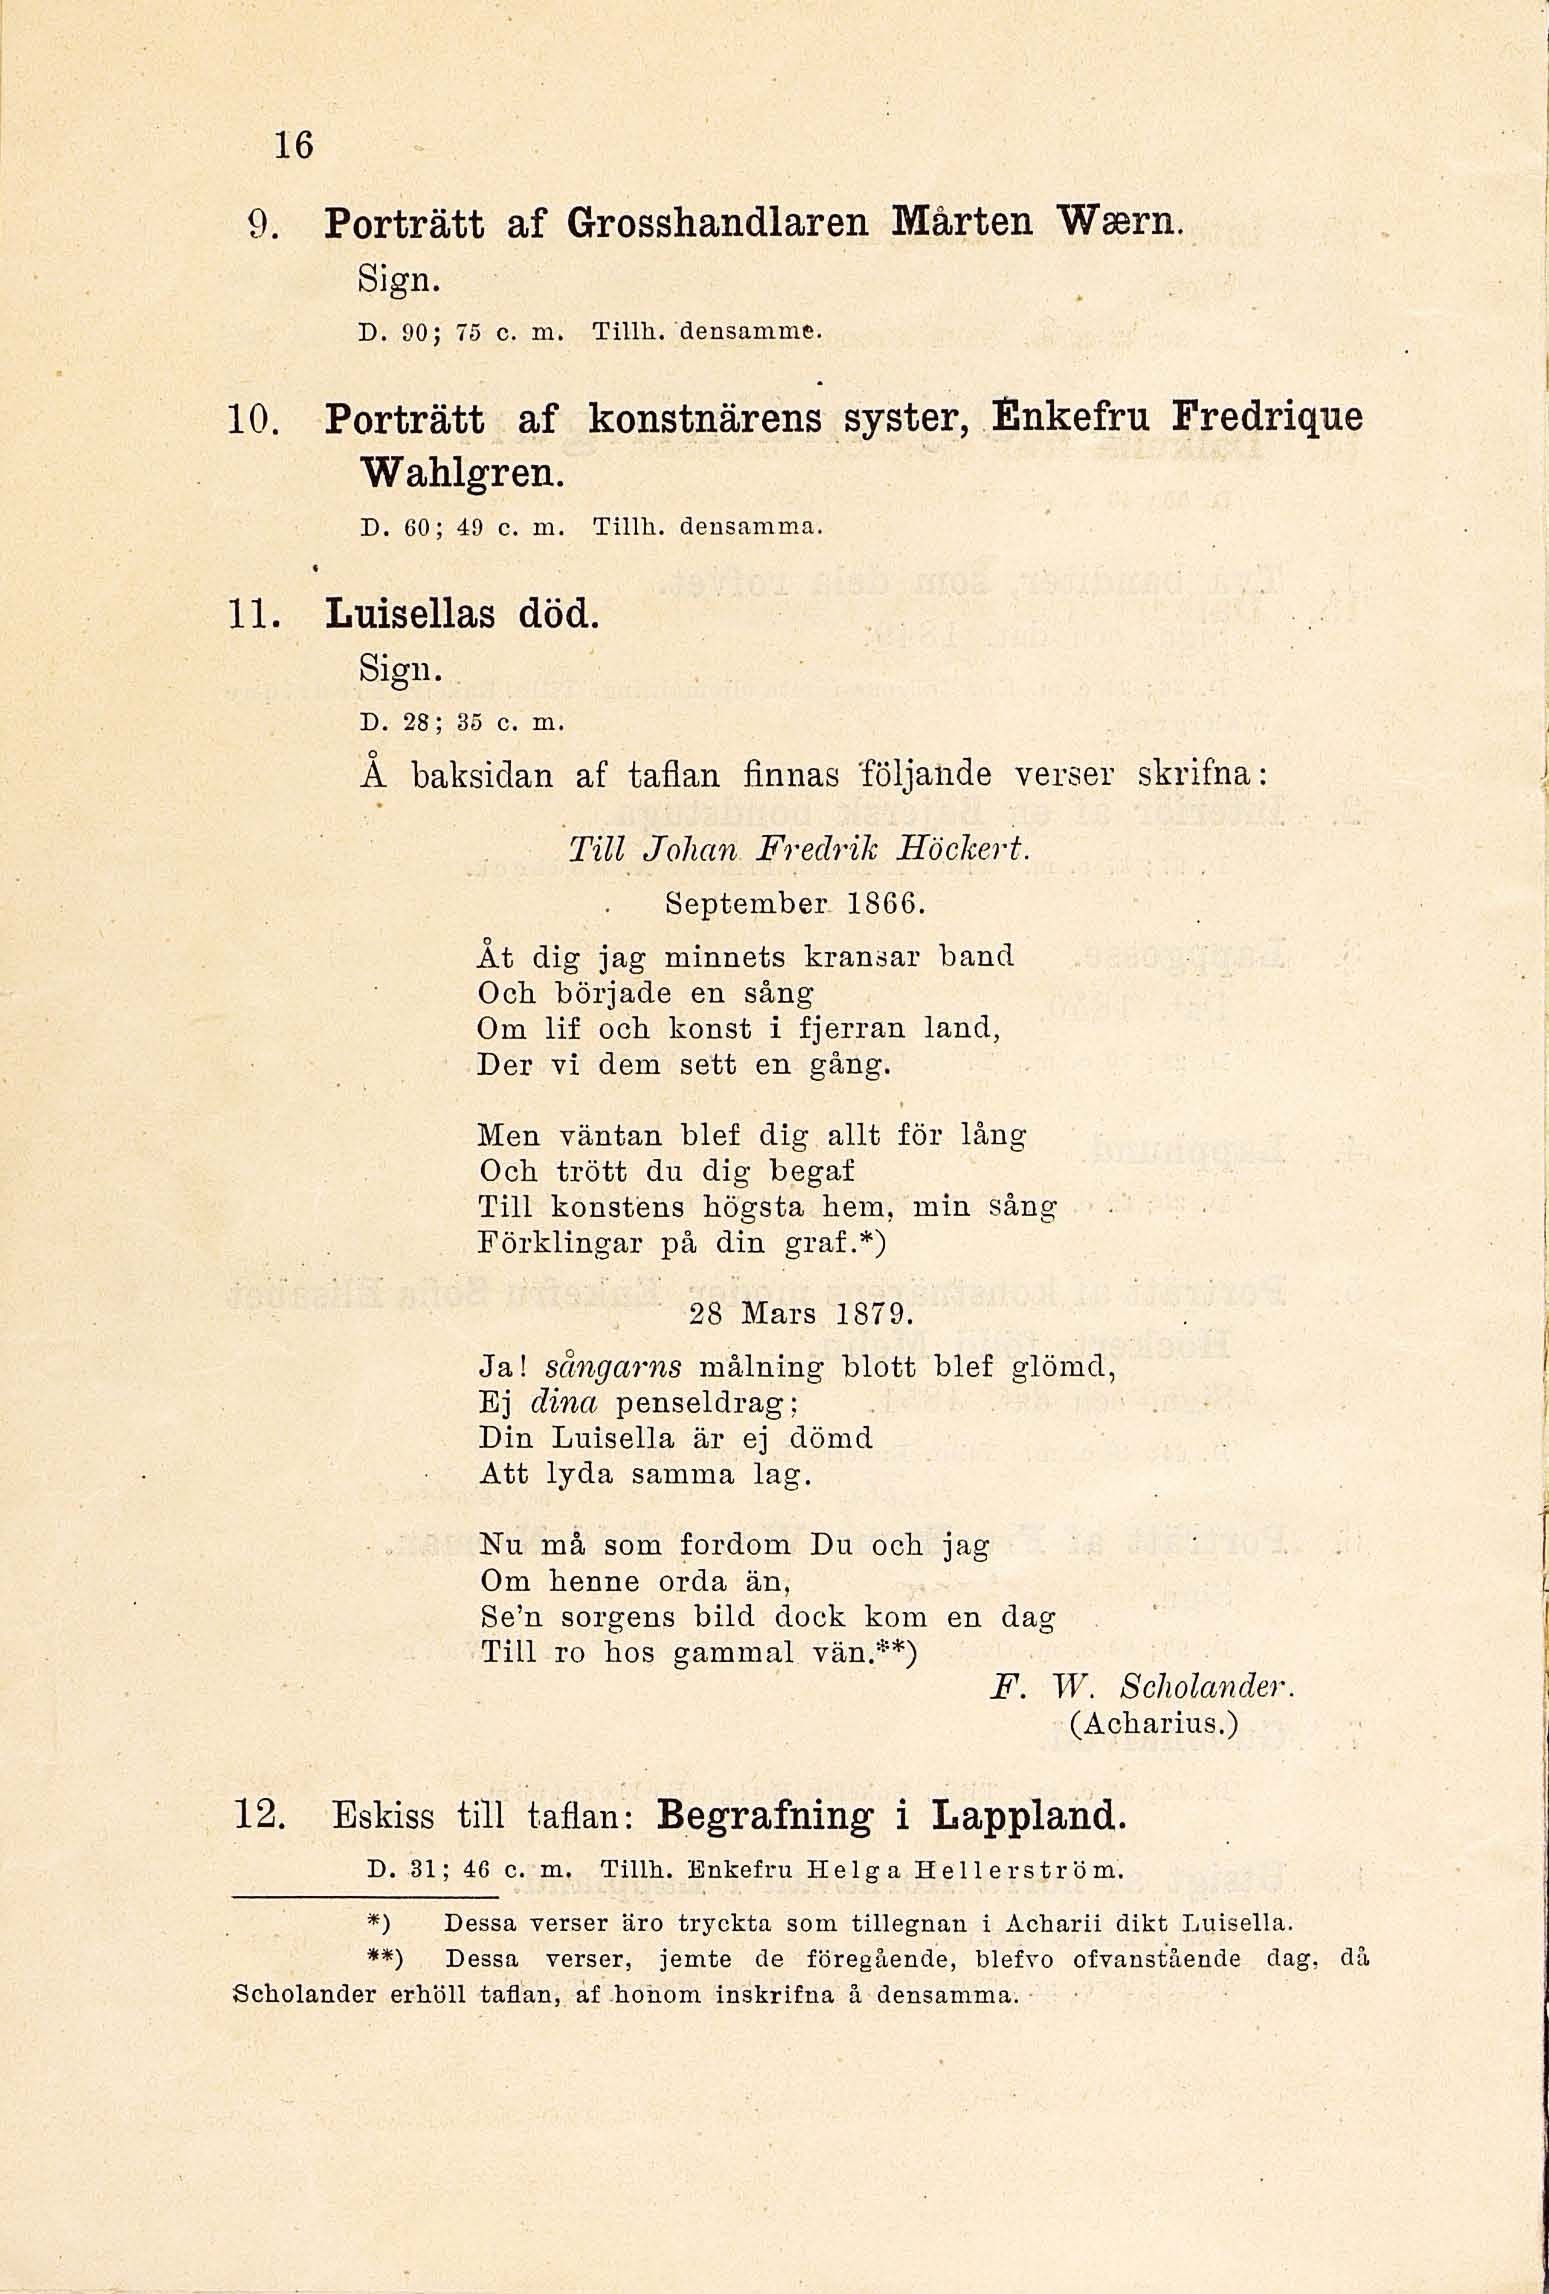 16
9. Porträtt af Grosshandlaren Mårten Wærn.
Sign.
D. 90; 75 c. m. Tillh. densamme.
10. Porträtt af konstnärens syster, Enkefru Fredrique
Wahlgren.
D. 60; 49 c. m. Tillh. densamma.
11. Luisellas död.
Sign.
D. 28; 35 c. m.
Å baksidan af taflan finnas följande verser skrifna:
Till Johan Fredrik Höckert.
September 1866.
Åt dig jag minnets kransar band
Och började en sång
Om lif och konst i fjerran land,
Der vi dem sett en gång.
Men väntan blef dig allt för lång
Och trött du dig begaf
Till konstens högsta hem, min sång
Förklingar på din graf.*)
28 Mars 1879.
Ja! sångarns målning blott blef glömd,
Ej dina penseldrag;
Din Luisella är ej dömd
Att lyda samma lag.
Nu må som fordom Du och jag
Om henne orda än,
Se'n sorgens bild dock kom en dag
Till ro hos gammal vän.**)
F. W. Scholander.
(Acharius.)
12. Eskiss till taflan: Begrafning i Lappland.
D. 31; 46 c. m. Tillh. Enkefru Helga Hellerström.
*) Dessa verser äro tryckta som tillegnan i Acharii dikt Luisella.
**) Dessa verser, jemte de föregående, blefvo ofvanstående dag, då
Scholander erhöll taflan, af honom inskrifna å densamma.